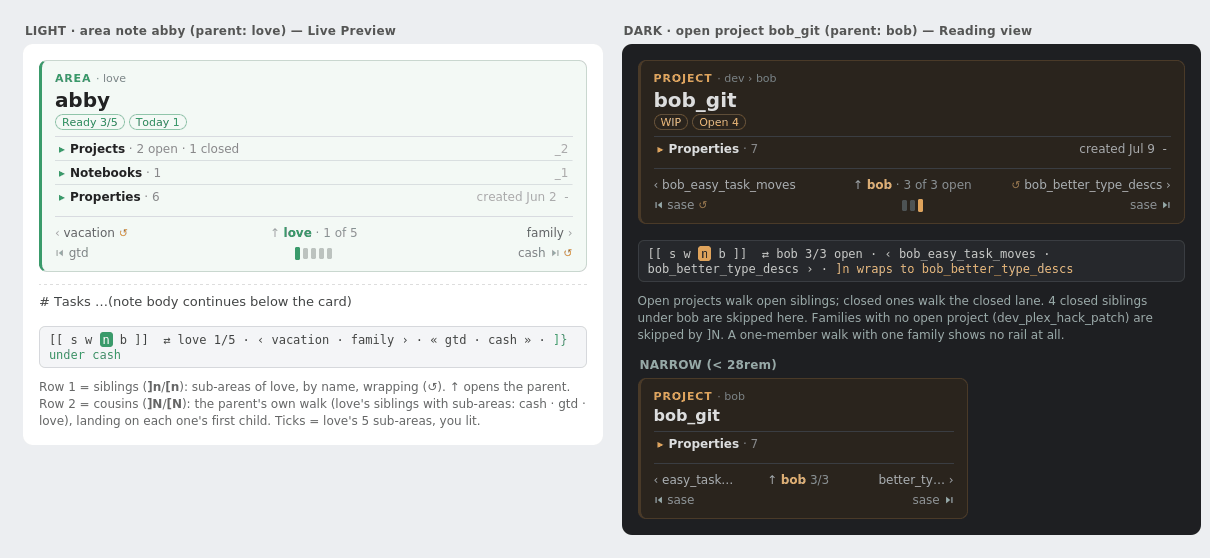 LIGHT · area note abby (parent: love) — Live Preview
AREA · love
abby
Ready 3/5 Today 1
▸ Projects · 2 open · 1 closed _2
▸ Notebooks · 1 _1
▸ Properties · 6 created Jun 2 -
‹ vacation ↺ ↑ love · 1 of 5 family ›
⏮ gtd cash ⏭ ↺
# Tasks …(note body continues below the card)
[[ s w n b ]] ⇄ love 1/5 · ‹ vacation · family › · « gtd · cash » · ]}
under cash
Row 1 = siblings (]n/[n): sub-areas of love, by name, wrapping (↺). ↑ opens the parent.
Row 2 = cousins (]N/[N): the parent's own walk (love's siblings with sub-areas: cash · gtd ·
love), landing on each one's first child. Ticks = love's 5 sub-areas, you lit.
DARK · open project bob_git (parent: bob) — Reading view
PROJECT · dev › bob
bob_git
WIP Open 4
▸ Properties · 7 created Jul 9 -
‹ bob_easy_task_moves ↑ bob · 3 of 3 open ↺ bob_better_type_descs ›
⏮ sase ↺ sase ⏭
[[ s w n b ]] ⇄ bob 3/3 open · ‹ bob_easy_task_moves ·
bob_better_type_descs › · ]n wraps to bob_better_type_descs
Open projects walk open siblings; closed ones walk the closed lane. 4 closed siblings
under bob are skipped here. Families with no open project (dev_plex_hack_patch) are
skipped by ]N. A one-member walk with one family shows no rail at all.
NARROW (< 28rem)
PROJECT · bob
bob_git
▸ Properties · 7
‹ easy_task… ↑ bob 3/3 better_ty… ›
⏮ sase sase ⏭